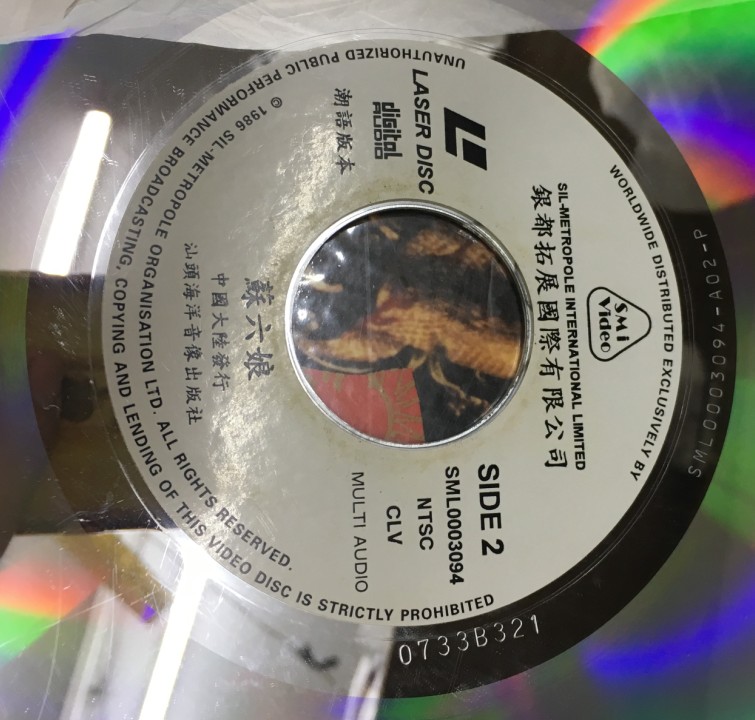 WORLDWIDE DISTRIBUTED EXCLUSIVELY BY
SMi
Video
SIL-METROPOLE INTERNATIONAL LIMITED
銀都拓展國際有限公司
LASER DISC
digital
AUDIO
潮語版本
SIDE 2
SML0003094
NTSC
CLV
MULTI AUDIO
蘇六娘
中國大陸發行
汕頭海洋音像出版社
© 1986 SIL-METROPOLE ORGANISATION LTD. ALL RIGHTS RESERVED.
UNAUTHORIZED PUBLIC PERFORMANCE BROADCASTING, COPYING AND LENDING OF THIS VIDEO DISC IS STRICTLY PROHIBITED
SML0003094-A02-P
0733B321